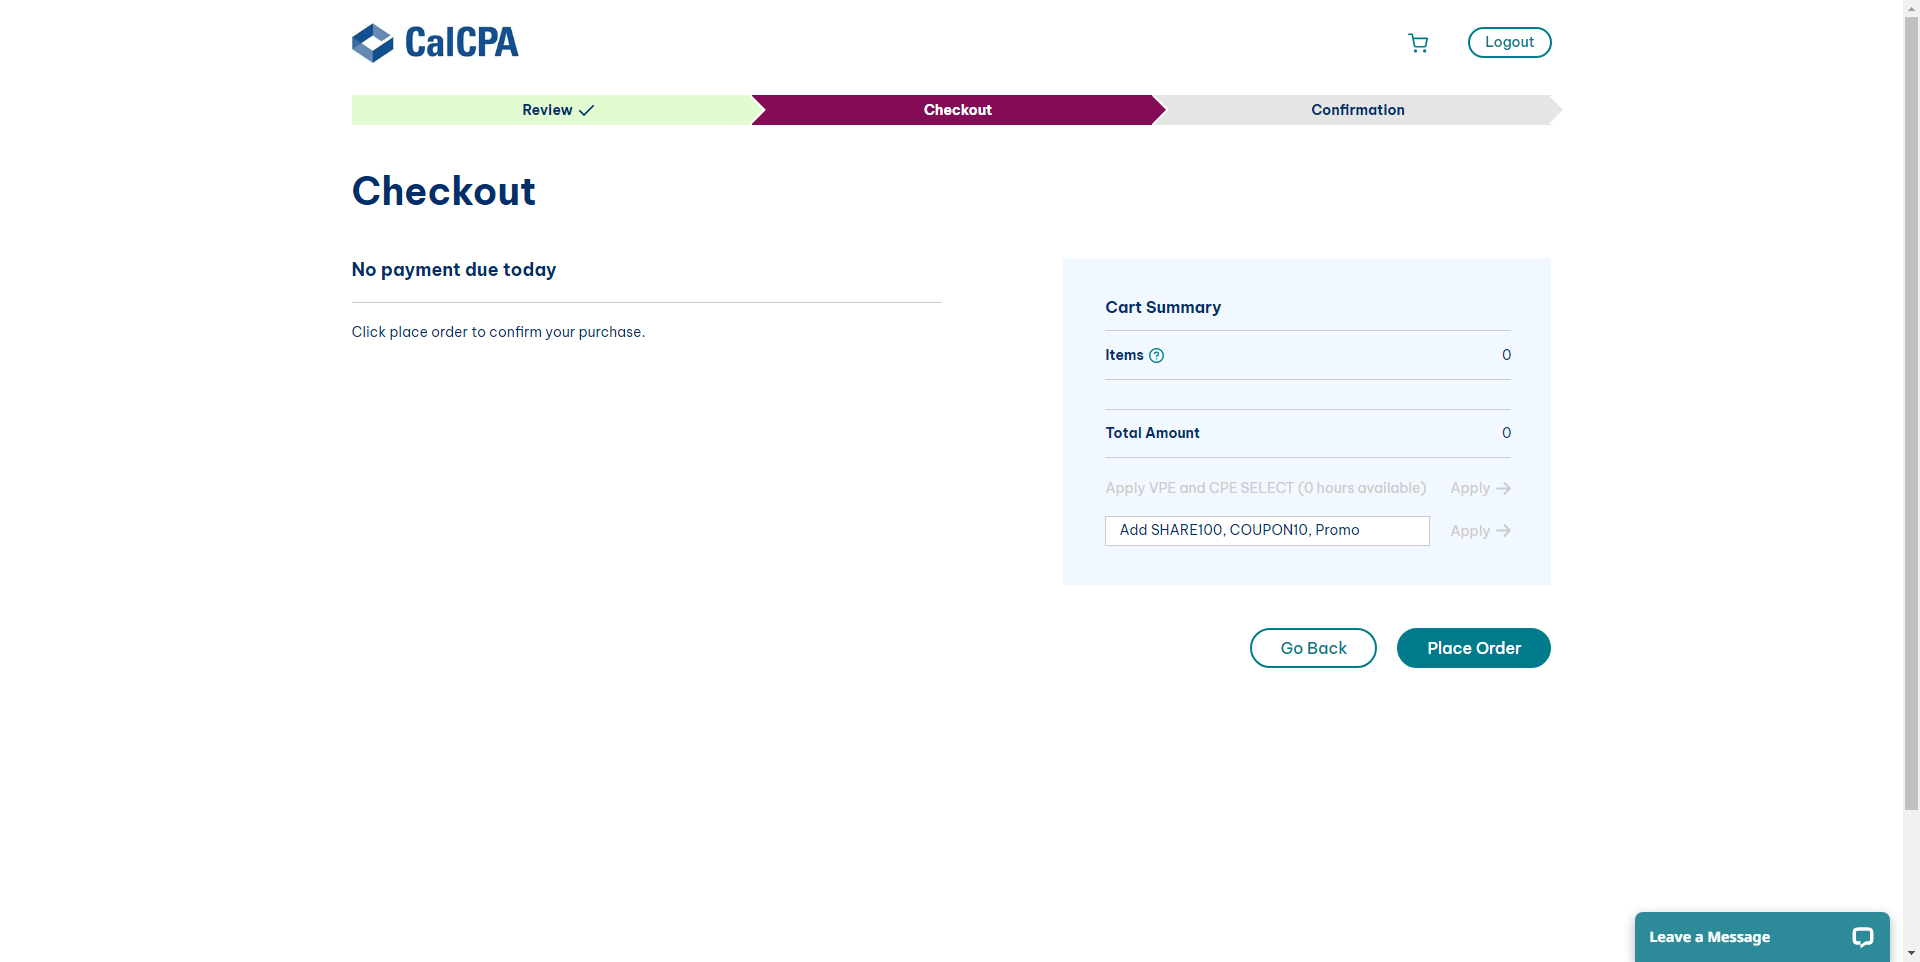 CalCPA
Logout
Review
Checkout
Confirmation
Checkout
No payment due today
Click place order to confirm your purchase.
Cart Summary
Items ? 0
Total Amount 0
Apply VPE and CPE SELECT (0 hours available) Apply
Add SHARE100, COUPON10, Promo Apply
Go Back
Place Order
Leave a Message